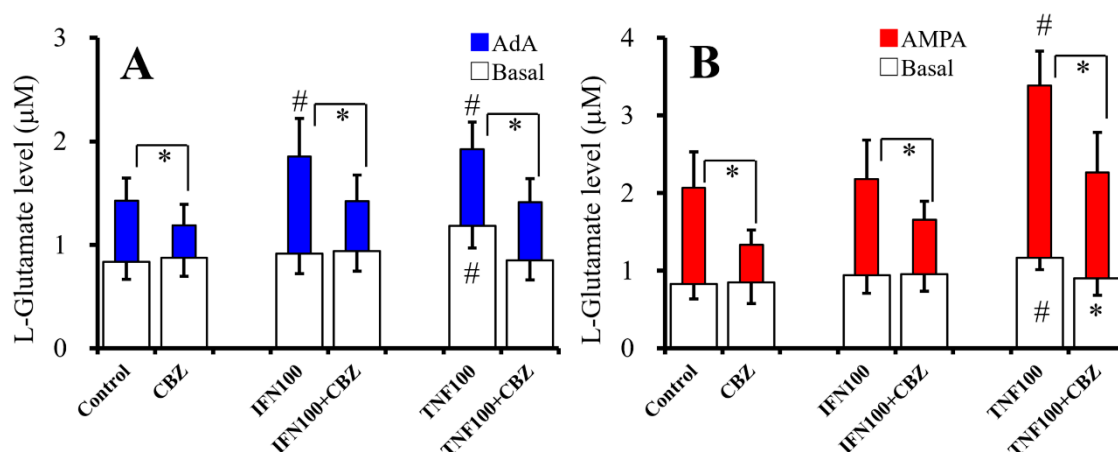 A
L-Glutamate level (μM)
3
2
1
0
AdA
Basal
*
#
*
#
*
#
Control
CBZ
IFN100
IFN100+CBZ
TNF100
TNF100+CBZ
B
L-Glutamate level (μM)
4
3
2
1
0
AMPA
Basal
*
*
#
*
#
*
Control
CBZ
IFN100
IFN100+CBZ
TNF100
TNF100+CBZ